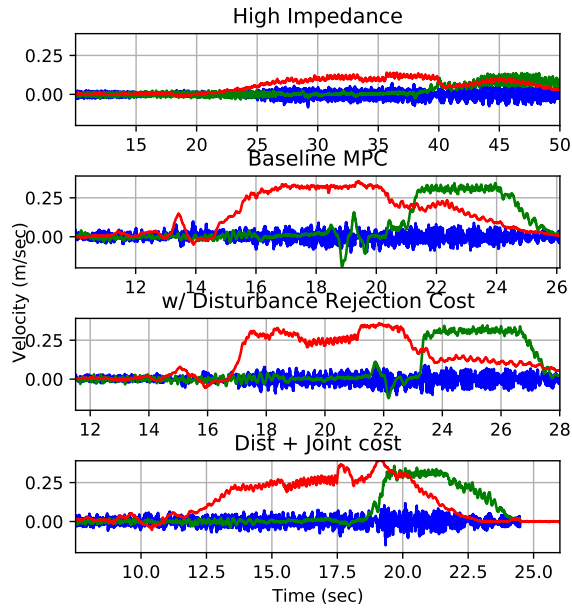 High Impedance
0.25
0.00
15 20 25 30 35 40 45 50
Baseline MPC
0.25
0.00
12 14 16 18 20 22 24 26
w/ Disturbance Rejection Cost
0.25
0.00
12 14 16 18 20 22 24 26 28
Dist + Joint cost
0.25
0.00
10.0 12.5 15.0 17.5 20.0 22.5 25.0
Time (sec)
Velocity (m/sec)